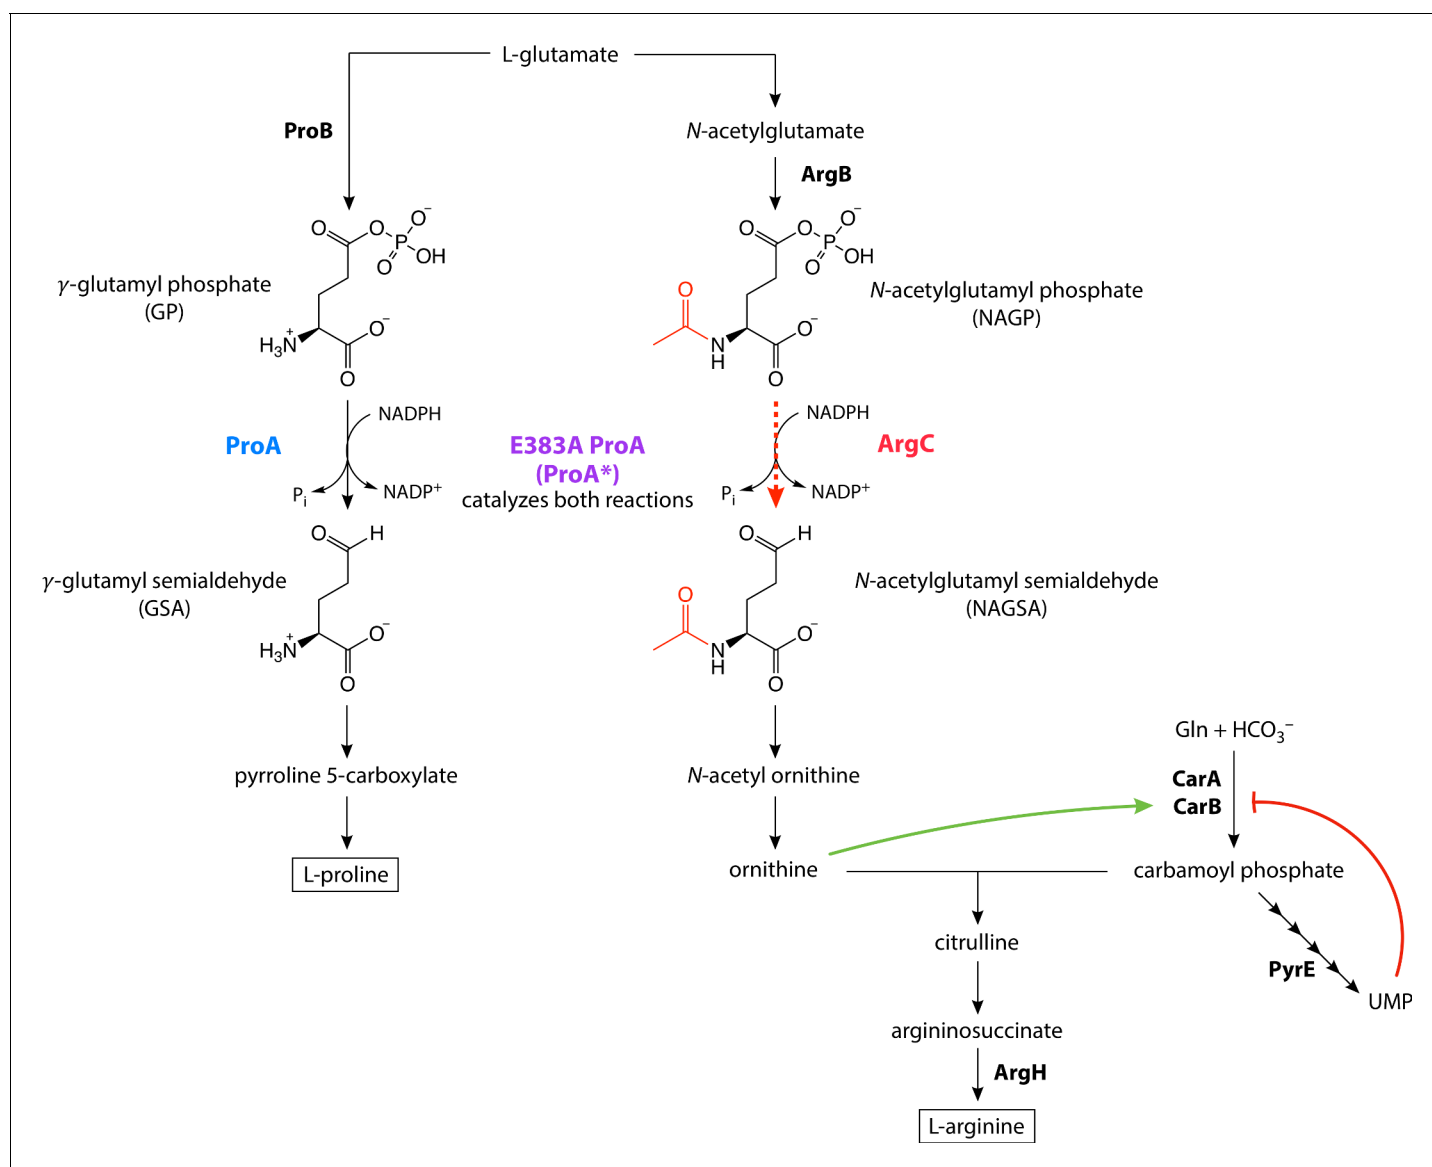 L-glutamate
ProB
N-acetylglutamate
ArgB
O
O
P
O⁻
OH
O
γ-glutamyl phosphate
(GP)
H₃N⁺
O⁻
O
O
O
P
O⁻
OH
O
O
N-acetylglutamyl phosphate
(NAGP)
N
H
O⁻
O
NADPH
ProA
Pᵢ
NADP⁺
E383A ProA
(ProA*)
catalyzes both reactions
NADPH
ArgC
Pᵢ
NADP⁺
O
H
γ-glutamyl semialdehyde
(GSA)
H₃N⁺
O⁻
O
O
H
O
N-acetylglutamyl semialdehyde
(NAGSA)
N
H
O⁻
O
Gln + HCO₃⁻
pyrroline 5-carboxylate
N-acetyl ornithine
CarA
CarB
L-proline
ornithine
carbamoyl phosphate
citrulline
PyrE
UMP
argininosuccinate
ArgH
L-arginine